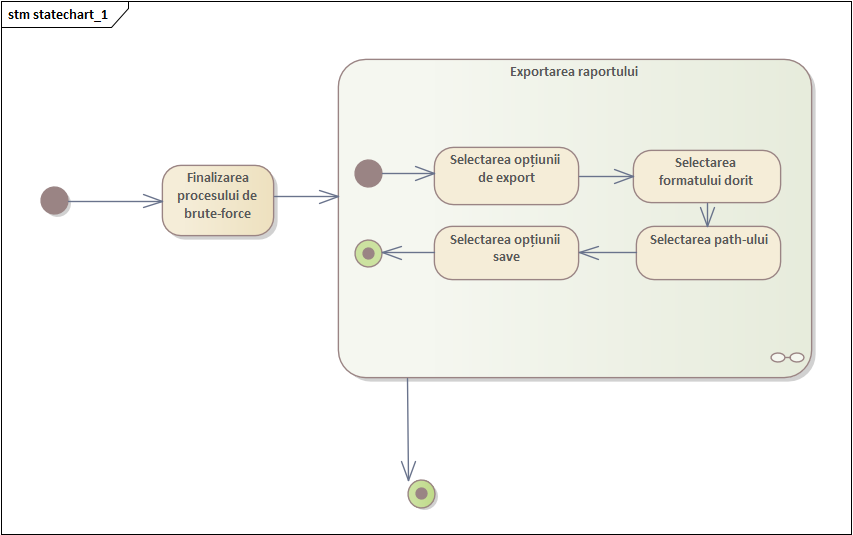 stm statechart_1
Exportarea raportului
Finalizarea
procesului de
brute-force
Selectarea opțiunii
de export
Selectarea
formatului dorit
Selectarea opțiunii
save
Selectarea path-ului